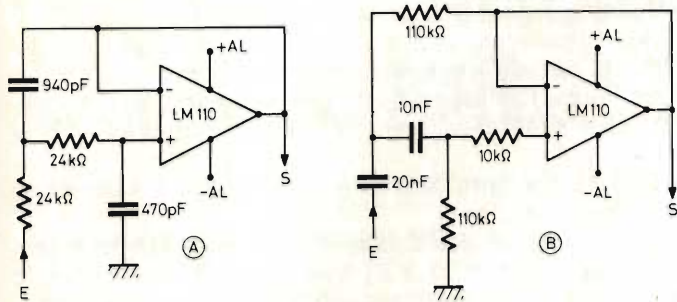 940pF
24kΩ
24kΩ
470pF
+AL
-
LM 110
+
-AL
S
E
A
110kΩ
10nF
20nF
10kΩ
110kΩ
+AL
-
LM 110
+
-AL
S
E
B